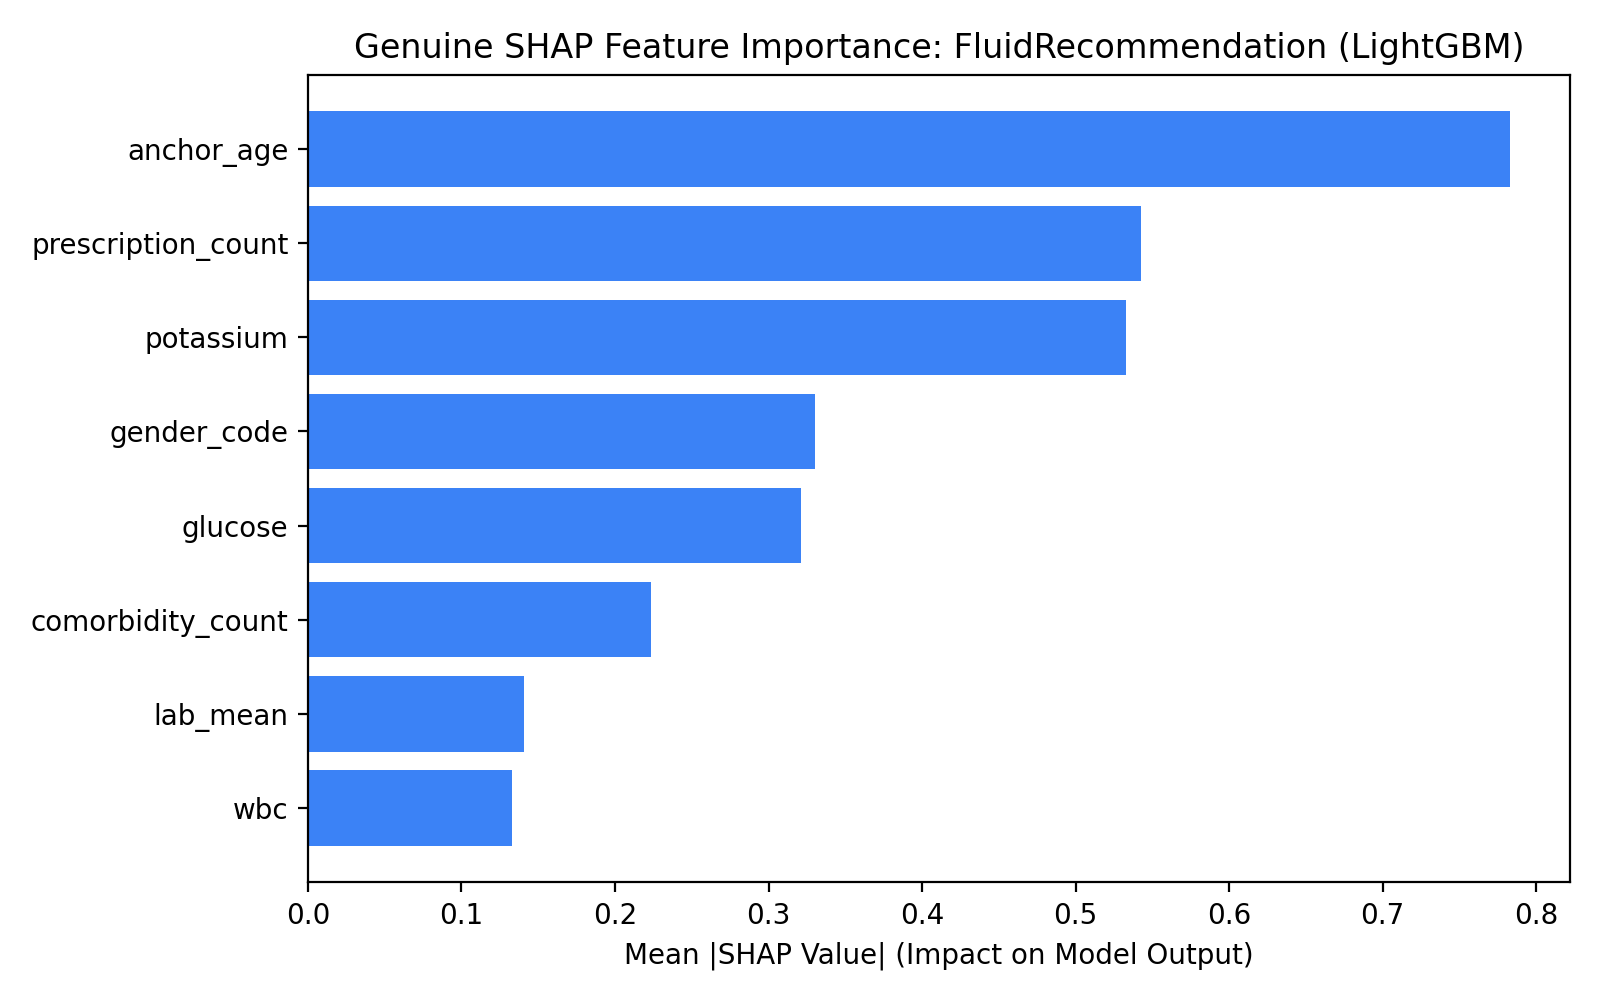 Genuine SHAP Feature Importance: FluidRecommendation (LightGBM)
anchor_age
prescription_count
potassium
gender_code
glucose
comorbidity_count
lab_mean
wbc
0.0 0.1 0.2 0.3 0.4 0.5 0.6 0.7 0.8
Mean |SHAP Value| (Impact on Model Output)